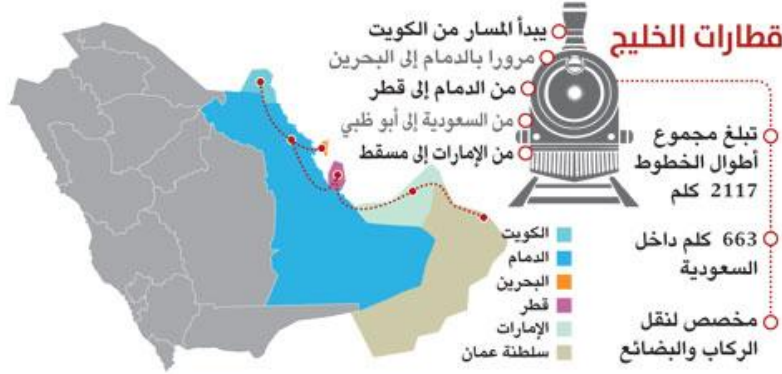 قطارات الخليج
يبدأ المسار من الكويت
مرورا بالدمام إلى البحرين
من الدمام إلى قطر
من السعودية إلى أبو ظبي
من الإمارات إلى مسقط
تبلغ مجموع
أطوال الخطوط
2117 كلم
663 كلم داخل
السعودية
مخصص لنقل
الركاب والبضائع
الكويت
الدمام
البحرين
قطر
الإمارات
سلطنة عمان